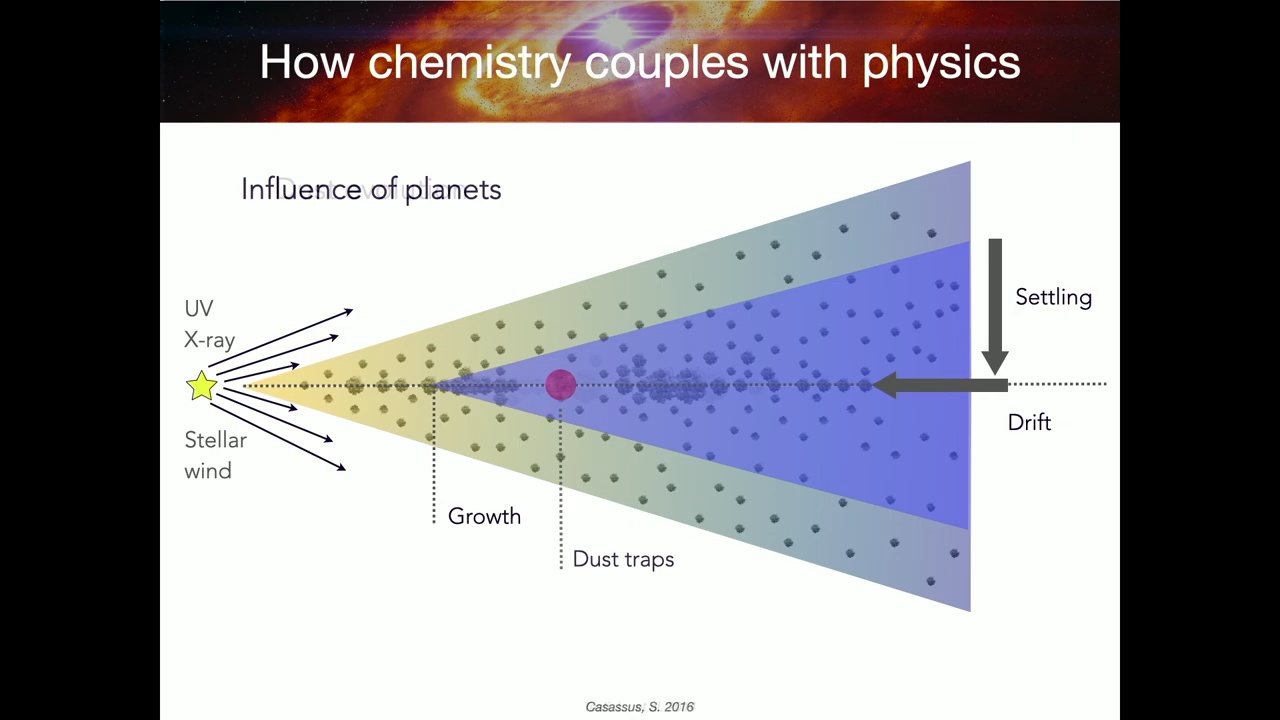 How chemistry couples with physics
Influence of planets
UV
X-ray
Settling
Stellar
wind
Drift
Growth
Dust traps
Casassus, S. 2016